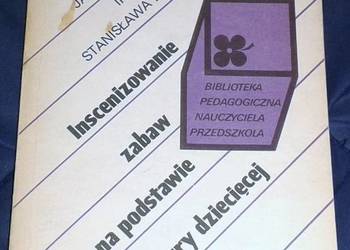 STANISŁAWA
Inscenizowanie
zabaw
na podstawie
dziecięcej
BIBLIOTEKA
PEDAGOGICZNA
NAUCZYCIELA
PRZEDSZKOLA